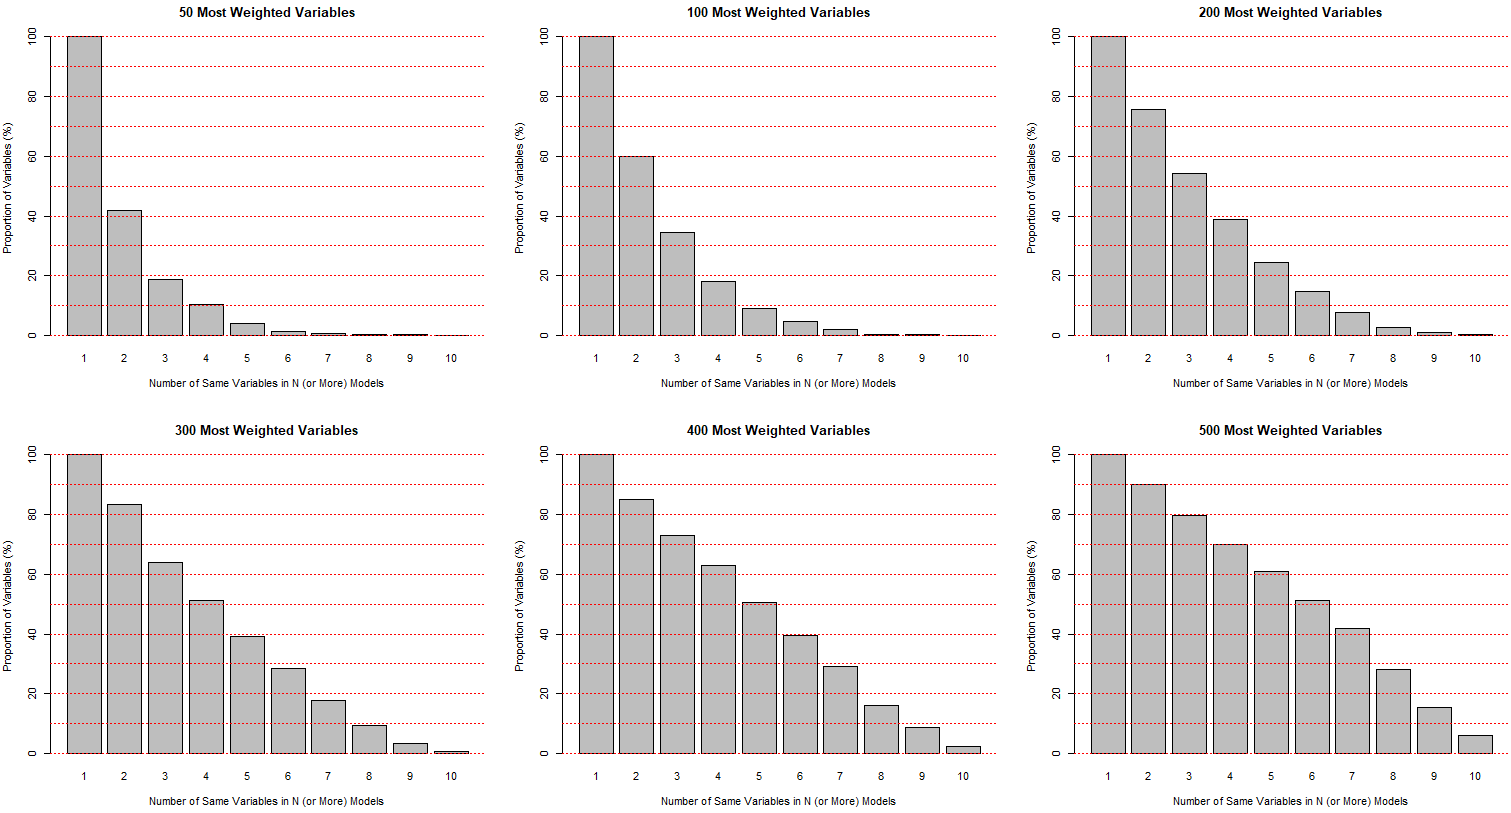 50 Most Weighted Variables
Proportion of Variables (%)
100
80
60
40
20
0
1 2 3 4 5 6 7 8 9 10
Number of Same Variables in N (or More) Models
100 Most Weighted Variables
Proportion of Variables (%)
100
80
60
40
20
0
1 2 3 4 5 6 7 8 9 10
Number of Same Variables in N (or More) Models
200 Most Weighted Variables
Proportion of Variables (%)
100
80
60
40
20
0
1 2 3 4 5 6 7 8 9 10
Number of Same Variables in N (or More) Models
300 Most Weighted Variables
Proportion of Variables (%)
100
80
60
40
20
0
1 2 3 4 5 6 7 8 9 10
Number of Same Variables in N (or More) Models
400 Most Weighted Variables
Proportion of Variables (%)
100
80
60
40
20
0
1 2 3 4 5 6 7 8 9 10
Number of Same Variables in N (or More) Models
500 Most Weighted Variables
Proportion of Variables (%)
100
80
60
40
20
0
1 2 3 4 5 6 7 8 9 10
Number of Same Variables in N (or More) Models